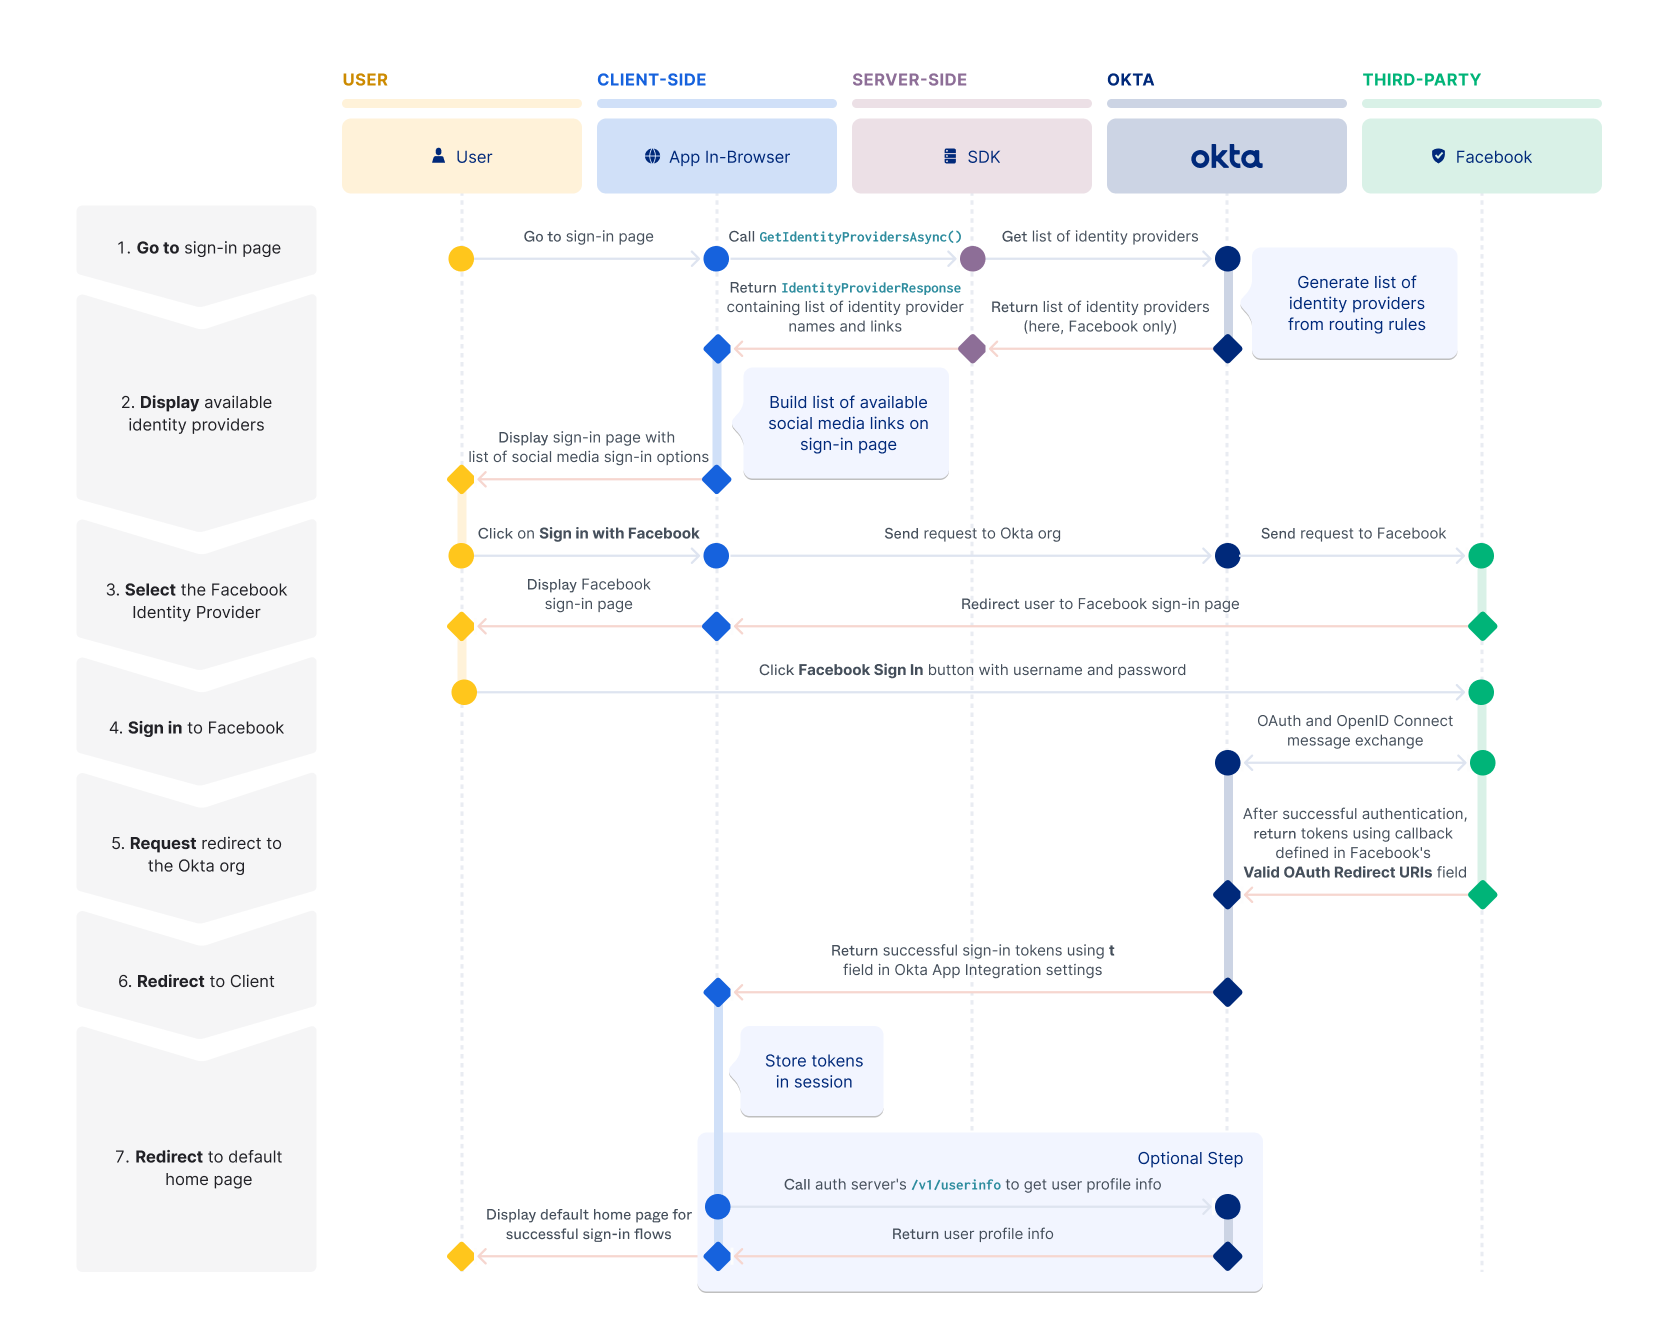 USER
CLIENT-SIDE
SERVER-SIDE
OKTA
THIRD-PARTY
User
App In-Browser
SDK
okta
Facebook
1. Go to sign-in page
Go to sign-in page
Call GetIdentityProvidersAsync()
Get list of identity providers
Generate list of
identity providers
from routing rules
Return IdentityProviderResponse
containing list of identity provider
names and links
Return list of identity providers
(here, Facebook only)
2. Display available
identity providers
Build list of available
social media links on
sign-in page
Display sign-in page with
list of social media sign-in options
3. Select the Facebook
Identity Provider
Click on Sign in with Facebook
Send request to Okta org
Send request to Facebook
Display Facebook
sign-in page
Redirect user to Facebook sign-in page
4. Sign in to Facebook
Click Facebook Sign In button with username and password
OAuth and OpenID Connect
message exchange
5. Request redirect to
the Okta org
After successful authentication,
return tokens using callback
defined in Facebook's
Valid OAuth Redirect URIs field
6. Redirect to Client
Return successful sign-in tokens using t
field in Okta App Integration settings
7. Redirect to default
home page
Store tokens
in session
Optional Step
Call auth server's /v1/userinfo to get user profile info
Display default home page for
successful sign-in flows
Return user profile info